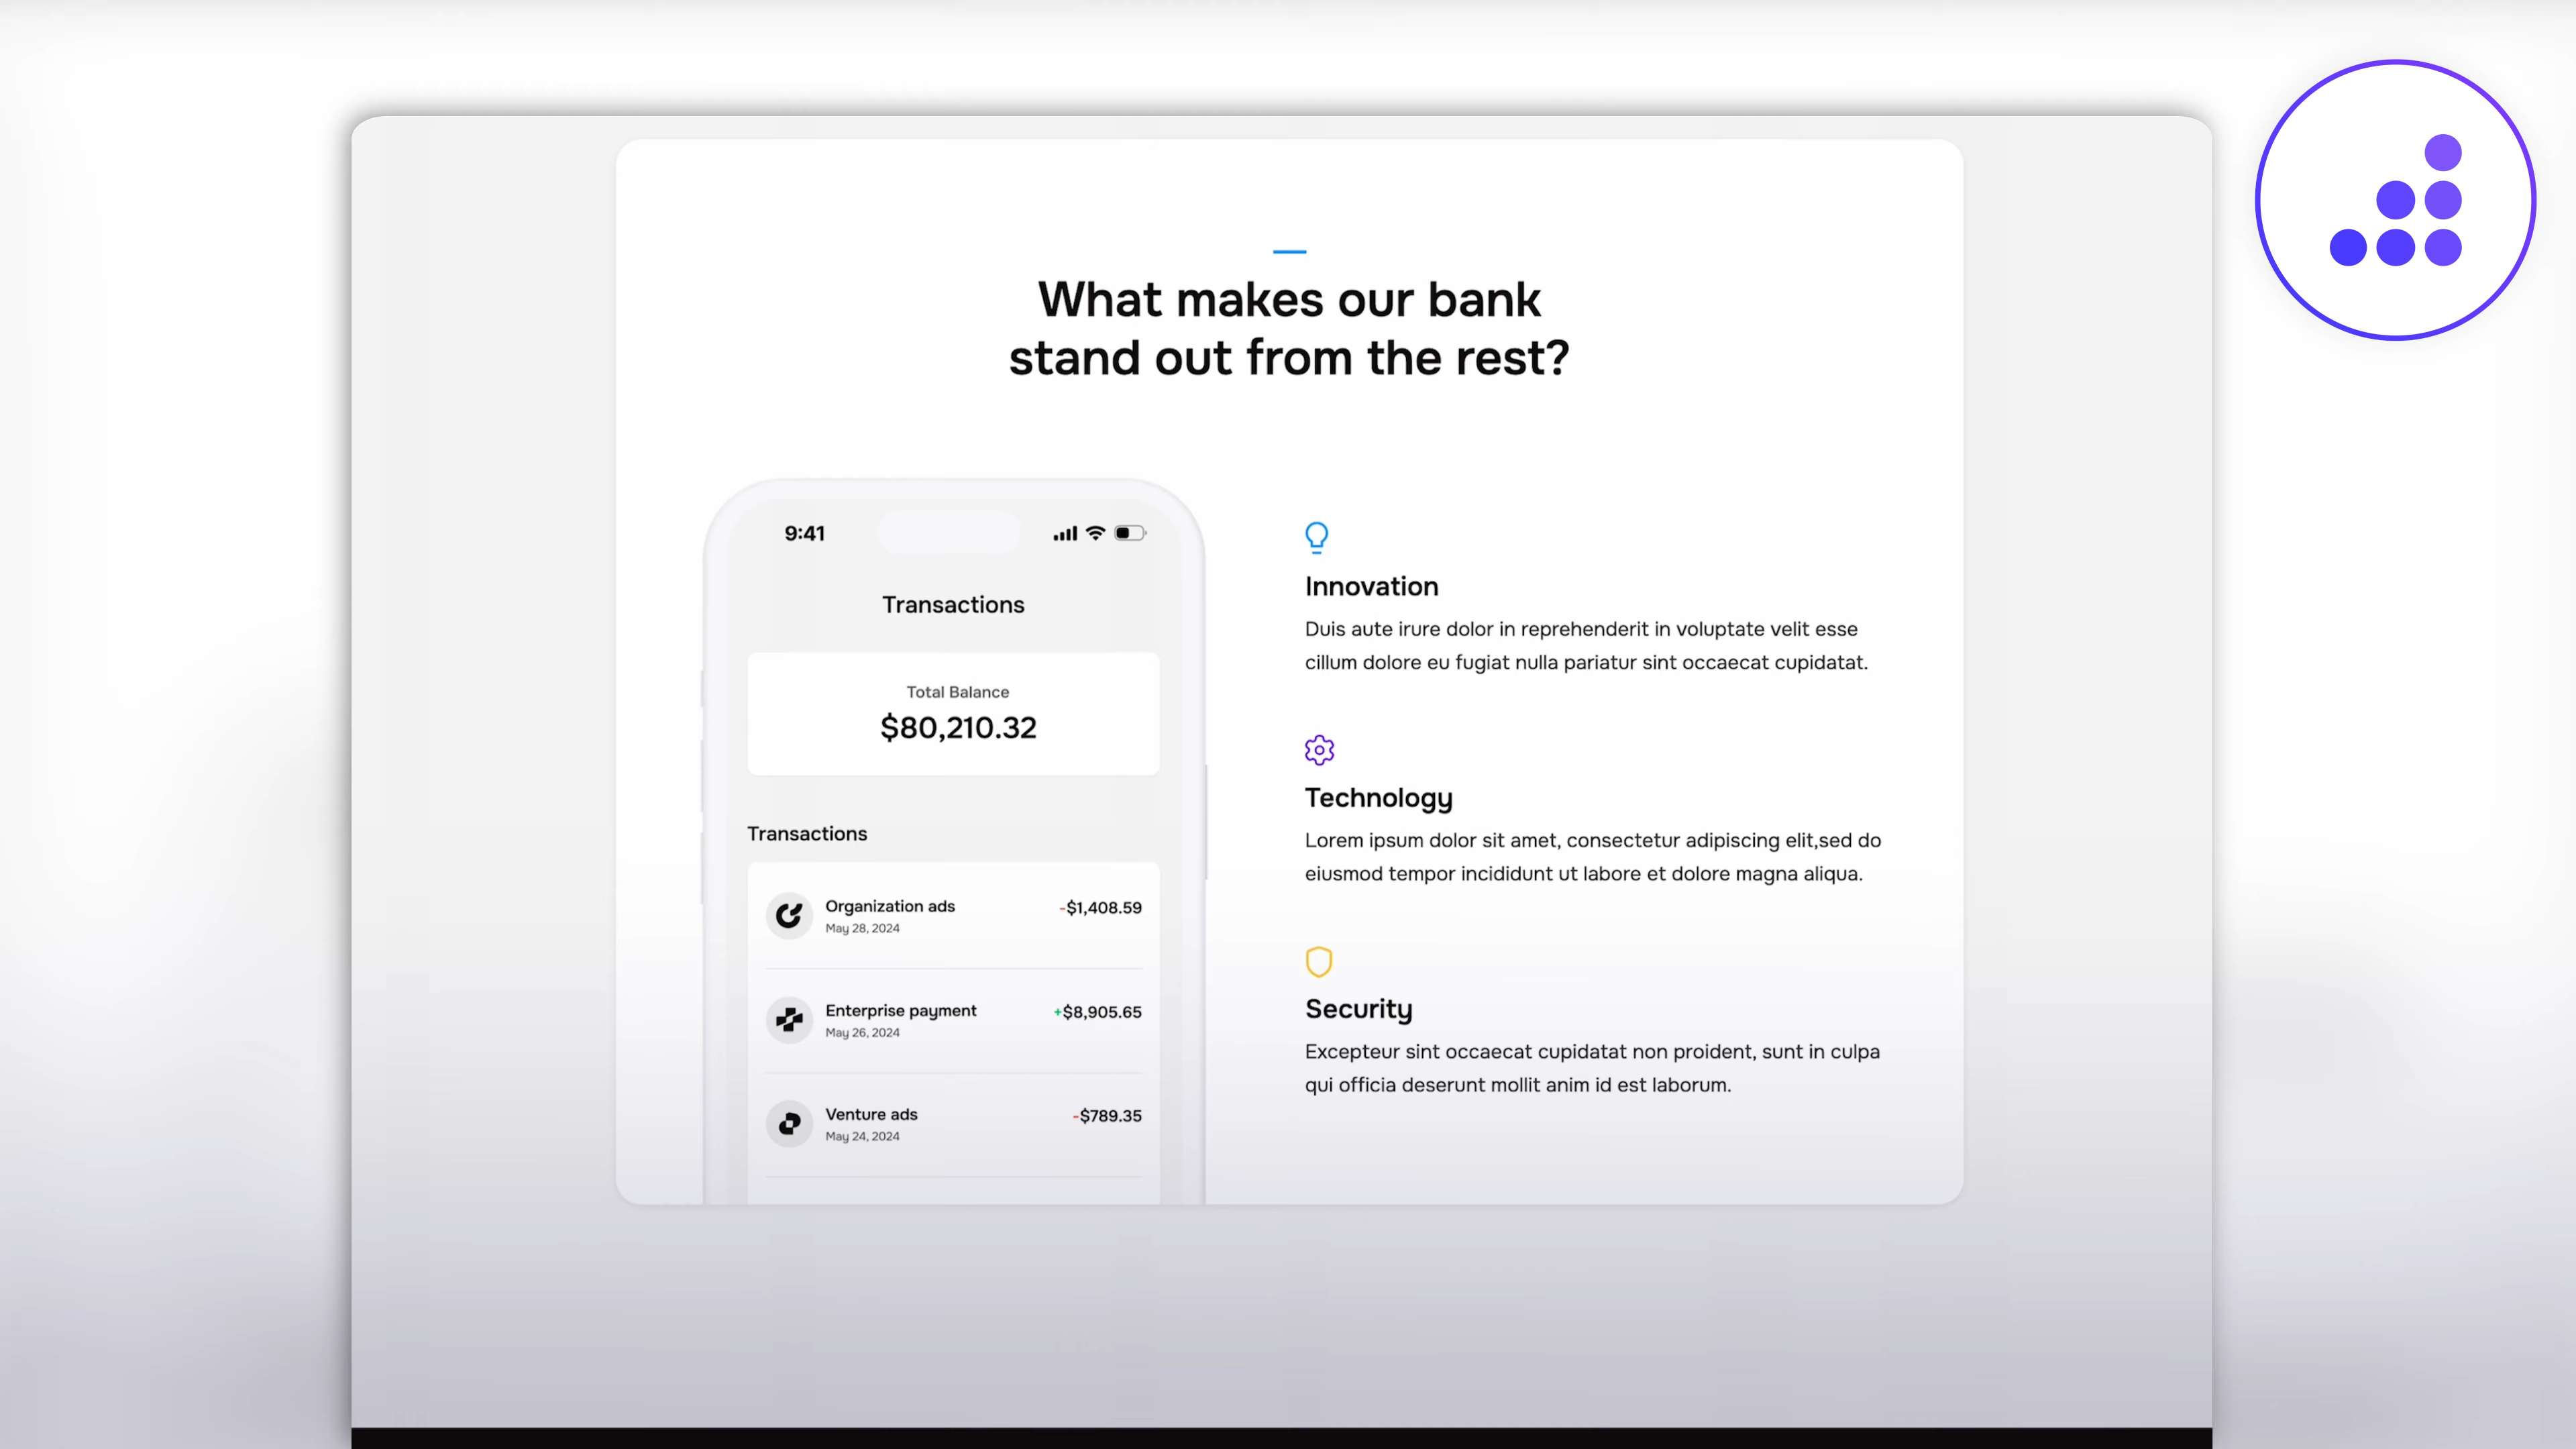 What makes our bank
stand out from the rest?
9:41
Transactions
Total Balance
$80,210.32
Transactions
Organization ads
-$1,408.59
May 28, 2024
Enterprise payment
+$8,905.65
May 26, 2024
Venture ads
-$789.35
May 24, 2024
Innovation
Duis aute irure dolor in reprehenderit in voluptate velit esse
cillum dolore eu fugiat nulla pariatur sint occaecat cupidatat.
Technology
Lorem ipsum dolor sit amet, consectetur adipiscing elit,sed do
eiusmod tempor incididunt ut labore et dolore magna aliqua.
Security
Excepteur sint occaecat cupidatat non proident, sunt in culpa
qui officia deserunt mollit anim id est laborum.